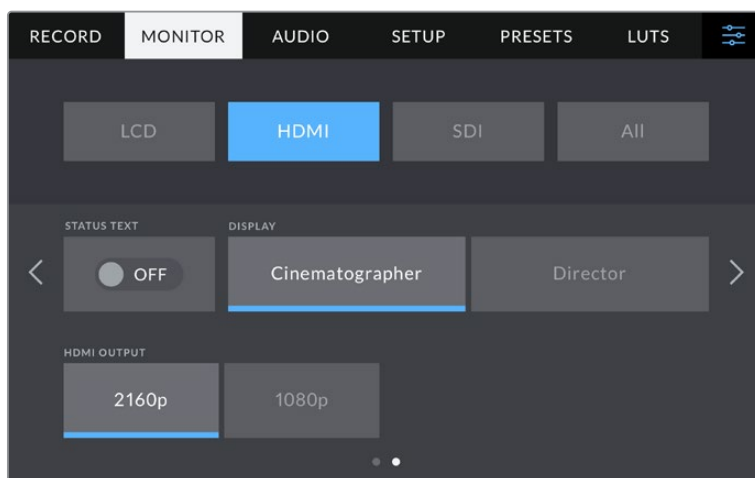 RECORD MONITOR AUDIO SETUP PRESETS LUTS
LCD HDMI SDI All
STATUS TEXT DISPLAY
OFF Cinematographer Director
HDMI OUTPUT
2160p 1080p